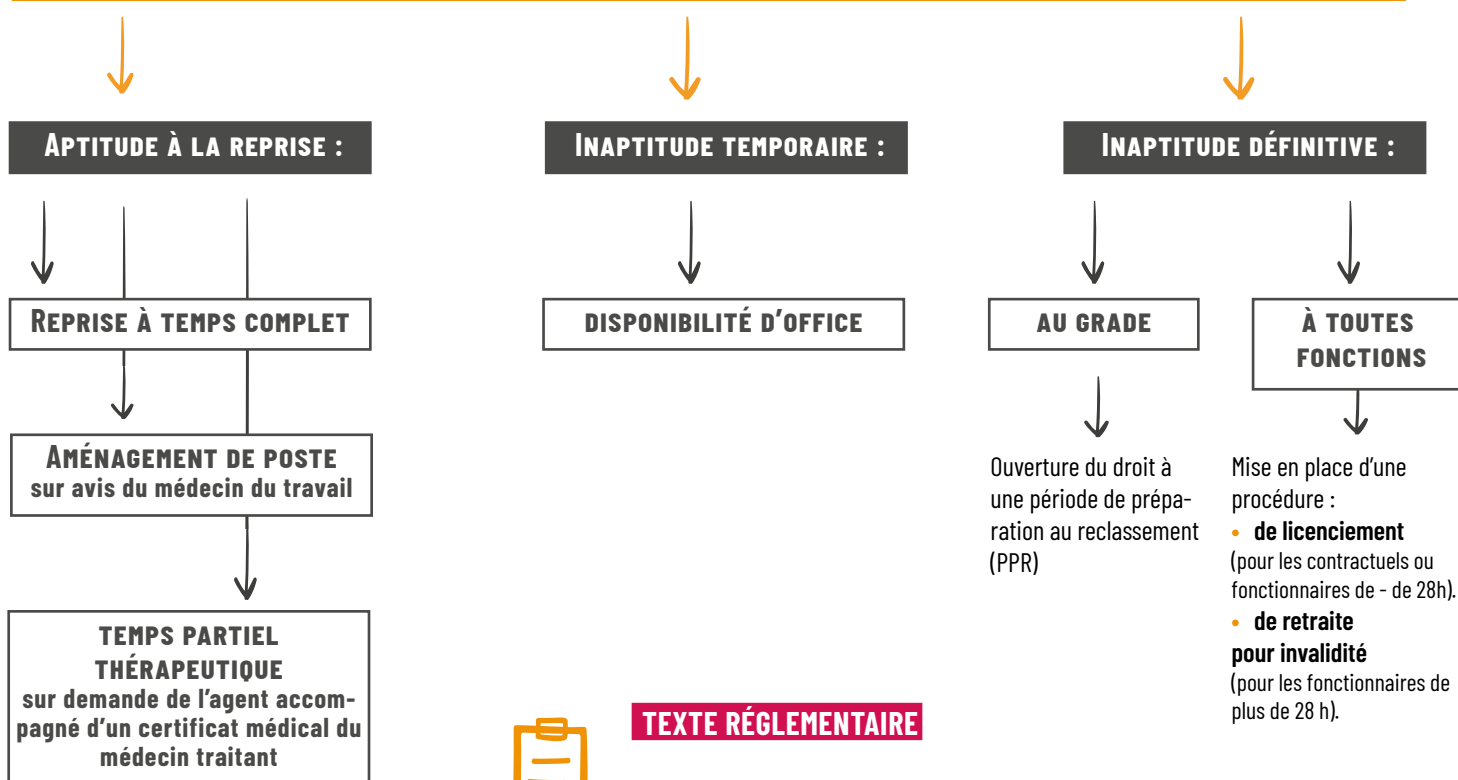 Aptitude à la reprise :
Reprise à temps complet
Aménagement de poste
sur avis du médecin du travail
temps partiel
thérapeutique
sur demande de l'agent accom-
pagné d'un certificat médical du
médecin traitant
Inaptitude temporaire :
disponibilité d'office
Inaptitude définitive :
au grade
Ouverture du droit à
une période de prépa-
ration au reclassement
(PPR)
à toutes
fonctions
Mise en place d'une
procédure :
• de licenciement
(pour les contractuels ou
fonctionnaires de - de 28h).
• de retraite
pour invalidité
(pour les fonctionnaires de
plus de 28 h).
TEXTE RÉGLEMENTAIRE